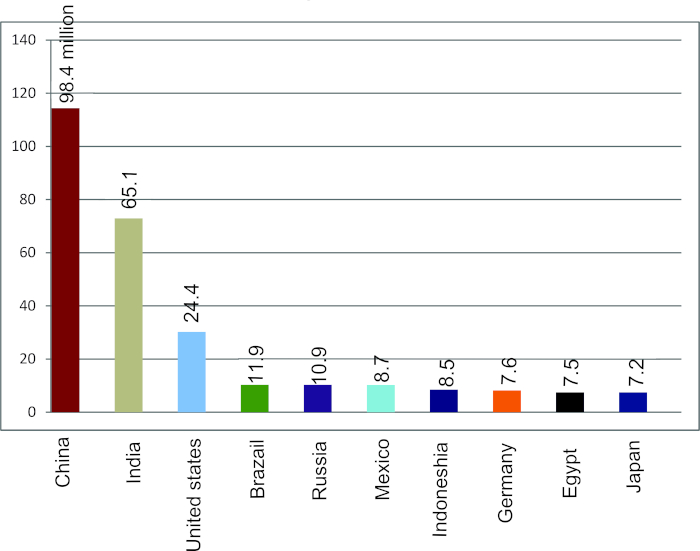 140
120
100
80
60
40
20
0
98.4 million
65.1
24.4
11.9
10.9
8.7
8.5
7.6
7.5
7.2
China
India
United states
Brazail
Russia
Mexico
Indoneshia
Germany
Egypt
Japan